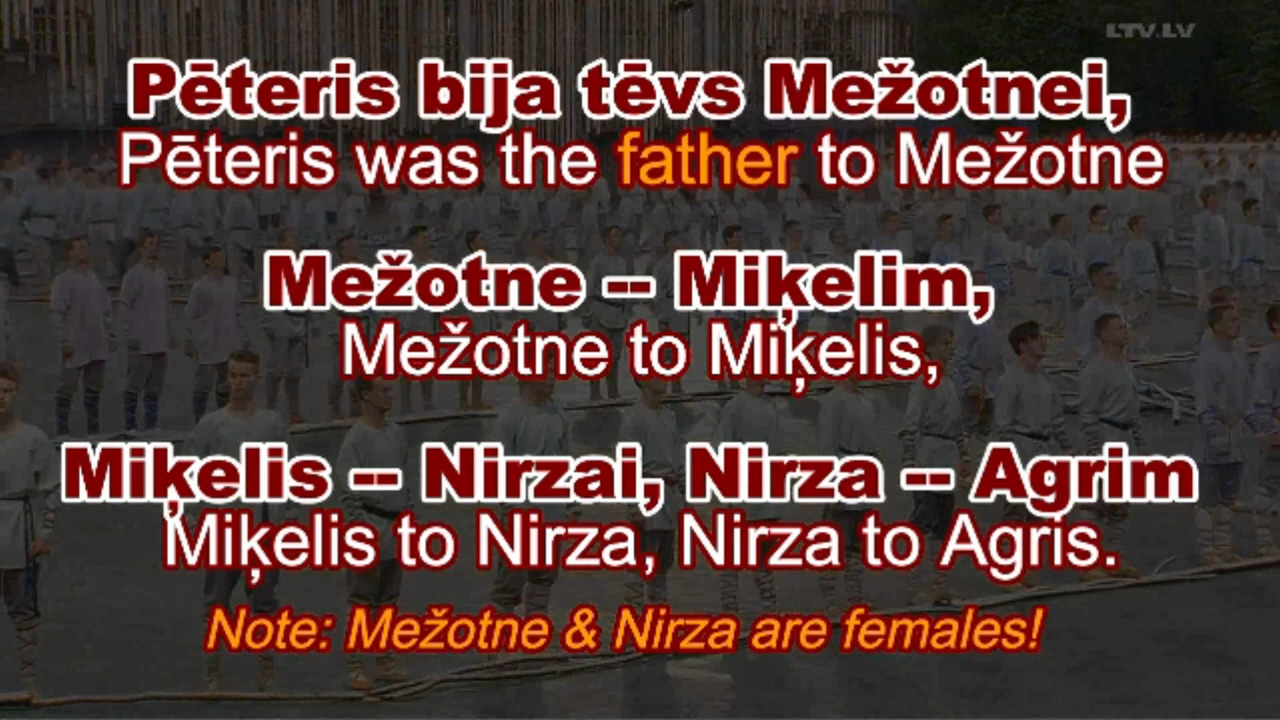 LTV.LV
Pēteris bija tēvs Mežotnei,
Pēteris was the father to Mežotne
Mežotne -- Miķelim,
Mežotne to Miķelis,
Miķelis -- Nirzai, Nirza -- Agrim
Miķelis to Nirza, Nirza to Agris.
Note: Mežotne & Nirza are females!